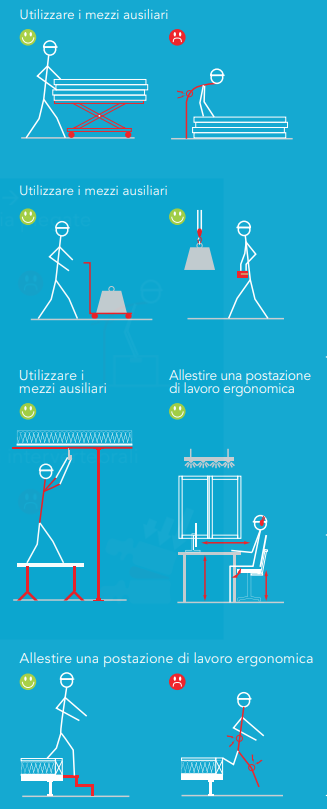 Utilizzare i mezzi ausiliari
Utilizzare i mezzi ausiliari
Utilizzare i
mezzi ausiliari
Allestire una postazione
di lavoro ergonomica
Allestire una postazione di lavoro ergonomica